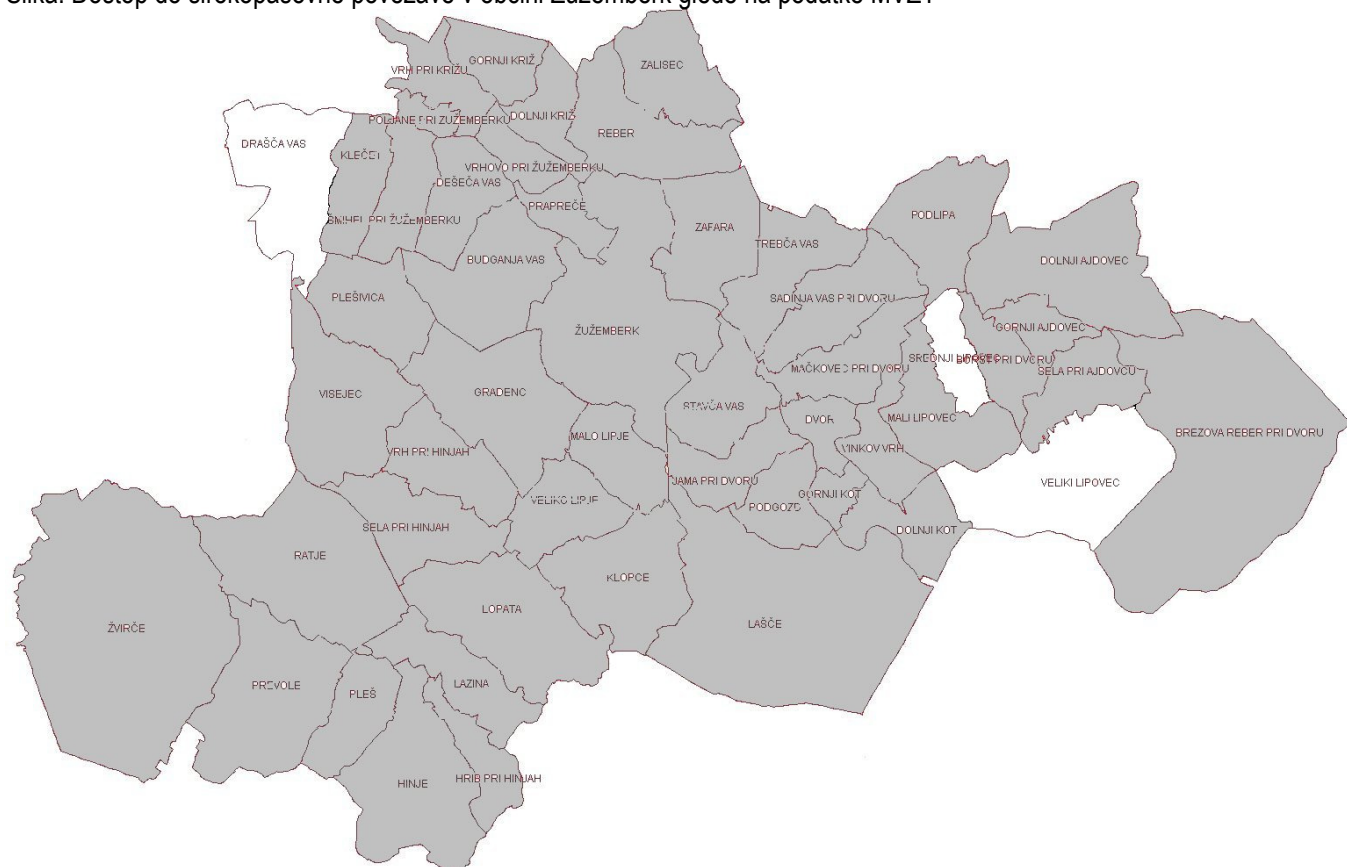 Slika: Dostop do širokopasovne povezave v občini Žužemberk glede na podatke MVZT
GORNJI KRIŽ
ZALISEC
VRH PRI KRIŽU
POLJANE PRI ŽUŽEMBERKU
DOLNJI KRIŽ
REBER
DRAŠČA VAS
KLEČET
VRHOVO PRI ŽUŽEMBERKU
DEŠEČA VAS
PRAPREČE
ŠMIHEL PRI ŽUŽEMBERKU
PODLIPA
ZAFARA
TREBČA VAS
BUDGANJA VAS
DOLNJI AJDOVEC
PLEŠIVICA
SADINJA VAS PRI DVORU
ŽUŽEMBERK
GORNJI AJDOVEC
SREDNJI LIPOVEC
BORŠT PRI DVORU
MAČKOVEC PRI DVORU
SELA PRI AJDOVCU
VISEJEC
GRADENC
STAVČA VAS
DVOR
MALI LIPOVEC
BREZOVA REBER PRI DVORU
MALO LIPJE
VRH PRI HINJAH
VINKOV VRH
JAMA PRI DVORU
VELIKI LIPOVEC
VELIKO LIPJE
GORNJI KOT
PODGOZD
SELA PRI HINJAH
DOLNJI KOT
RATJE
KLOPCE
LOPATA
LAŠČE
ŽVIRČE
PREVOLE
LAZINA
PLEŠ
HINJE
HRIB PRI HINJAH